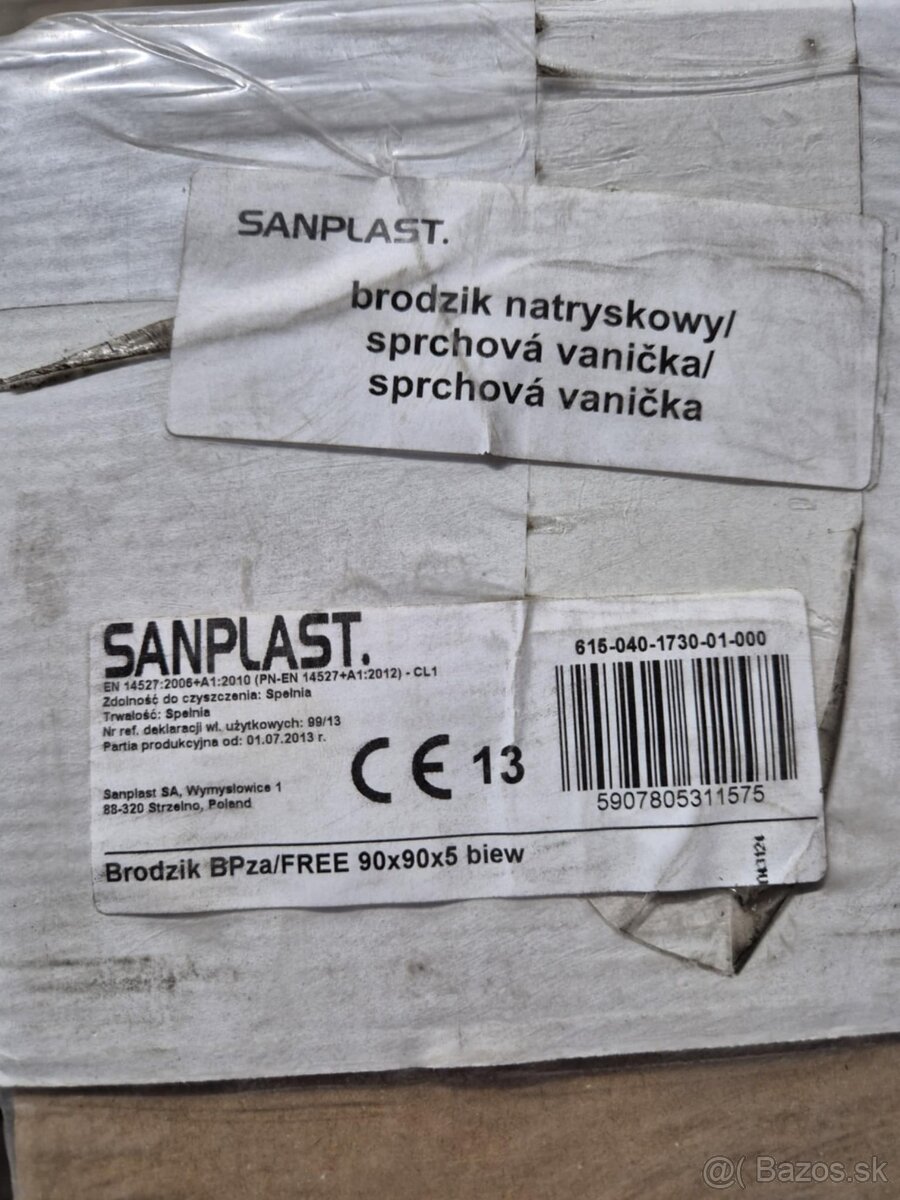 SANPLAST.
brodzik natryskowy/
sprchová vanička/
sprchová vanička
SANPLAST.
EN 14527:2006+A1:2010 (PN-EN 14527+A1:2012) - CL1
Zdolność do czyszczenia: Spełnia
Trwałość: Spełnia
Nr ref. deklaracji wł. użytkowych: 99/13
Partia produkcyjna od: 01.07.2013 r.
CE 13
Sanplast SA, Wymysłowice 1
88-320 Strzelno, Poland
615-040-1730-01-000
5907805311575
Brodzik BPza/FREE 90x90x5 biew
@( Bazos.sk